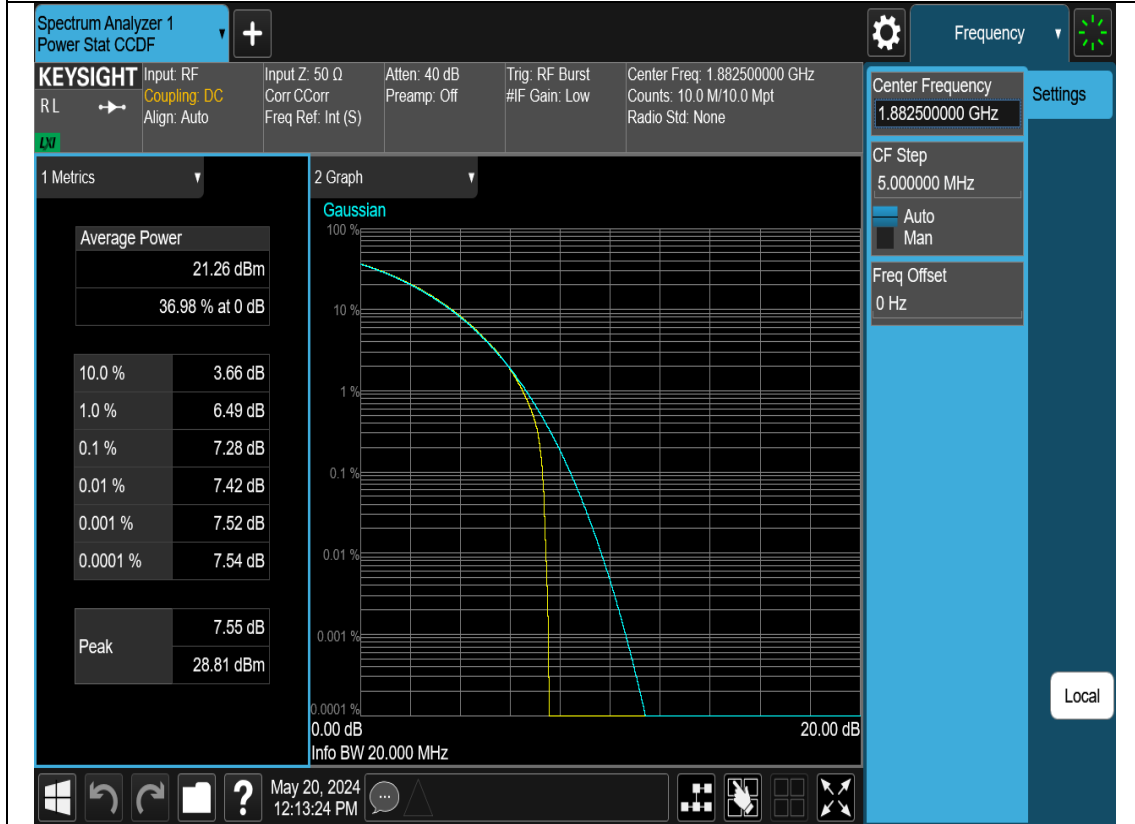 Spectrum Analyzer 1
Power Stat CCDF
+
Frequency
KEYSIGHT
R L
LXI
Input: RF
Coupling: DC
Align: Auto
Input Z: 50 Ω
Corr CCorr
Freq Ref: Int (S)
Atten: 40 dB
Preamp: Off
Trig: RF Burst
#IF Gain: Low
Center Freq: 1.882500000 GHz
Counts: 10.0 M/10.0 Mpt
Radio Std: None
Center Frequency
1.882500000 GHz
Settings
CF Step
5.000000 MHz
Auto
Man
Freq Offset
0 Hz
1 Metrics
Average Power
21.26 dBm
36.98 % at 0 dB
10.0 % 3.66 dB
1.0 % 6.49 dB
0.1 % 7.28 dB
0.01 % 7.42 dB
0.001 % 7.52 dB
0.0001 % 7.54 dB
Peak
7.55 dB
28.81 dBm
2 Graph
Gaussian
100 %
10 %
1 %
0.1 %
0.01 %
0.001 %
0.0001 %
0.00 dB 20.00 dB
Info BW 20.000 MHz
Local
?
May 20, 2024
12:13:24 PM